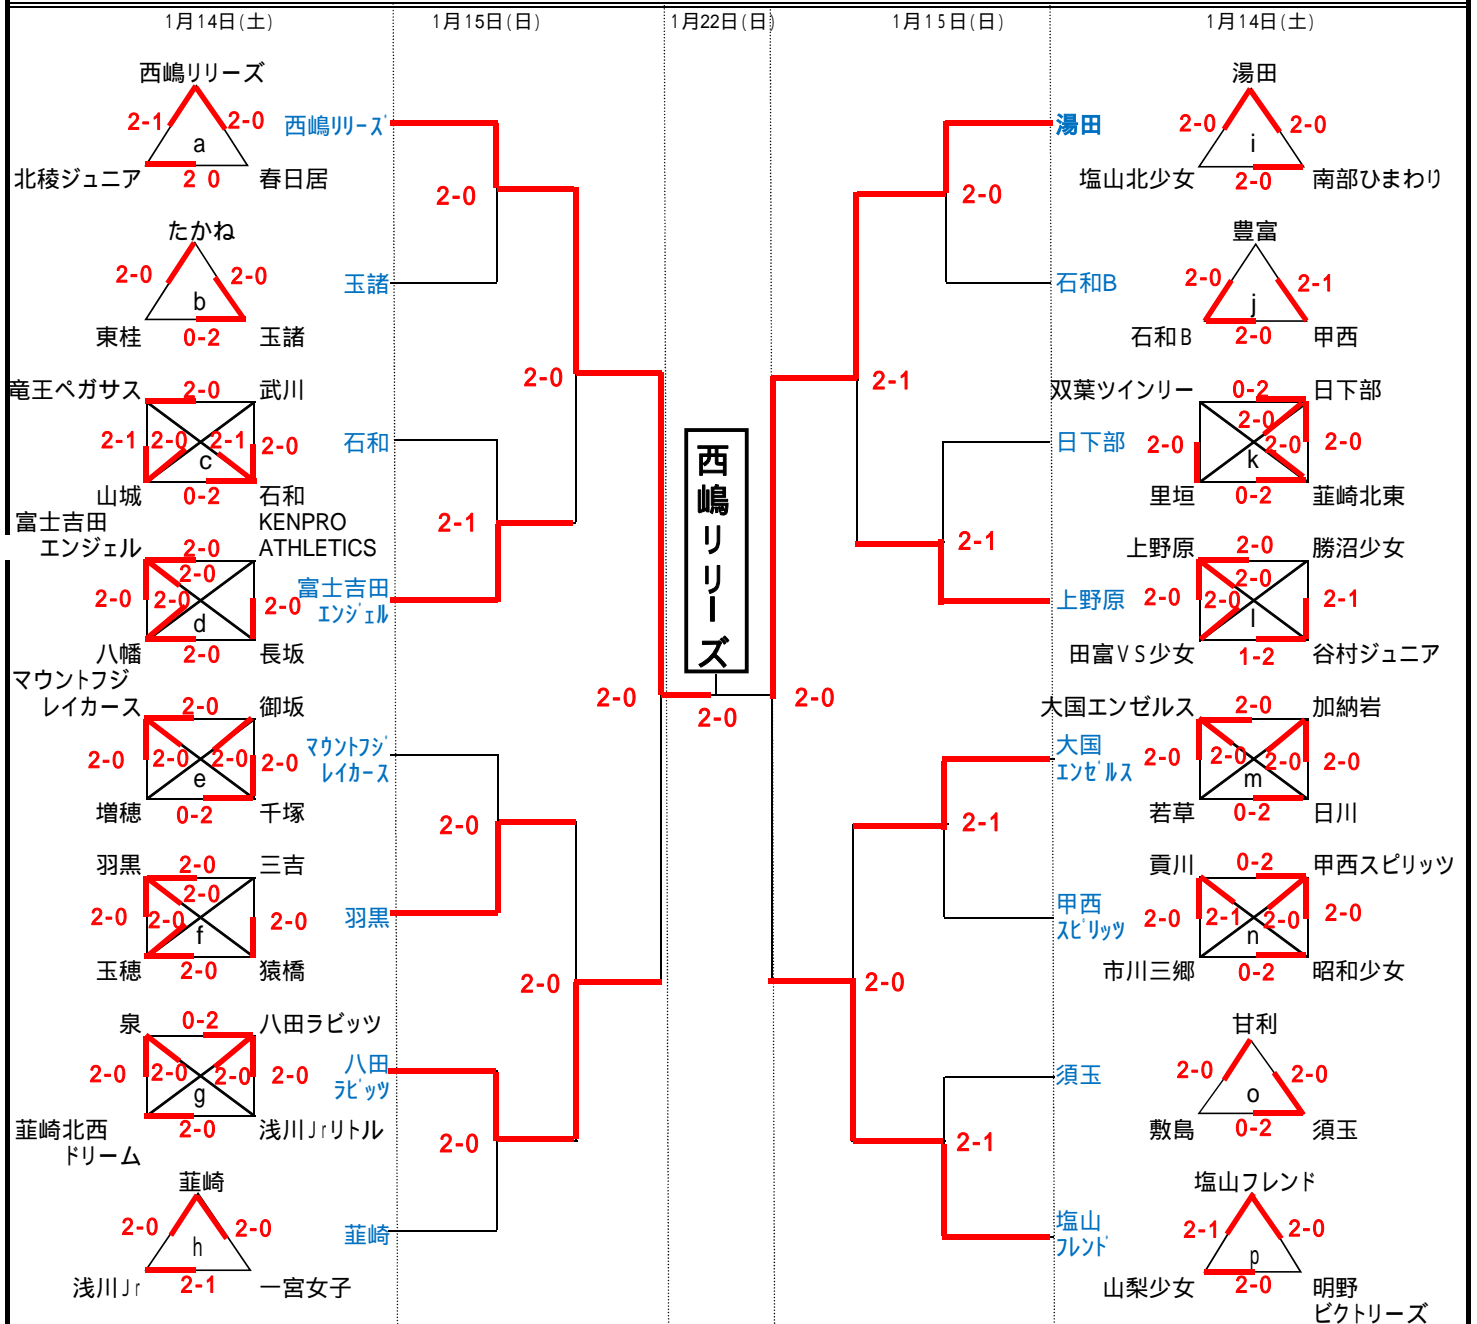 1月14日(土)
1月15日(日)
1月22日(日)
1月15日(日)
1月14日(土)
西嶋リリーズ
2-1
2-0
a
北稜ジュニア
2 0
春日居
たかね
2-0
2-0
b
東桂
0-2
玉諸
竜王ペガサス
2-0
武川
2-1
2-0
2-1
2-0
c
山城
0-2
石和
富士吉田
エンジェル
2-0
KENPRO
ATHLETICS
2-0
2-0
2-0
2-0
d
八幡
2-0
長坂
マウントフジ
レイカース
2-0
御坂
2-0
2-0
2-0
2-0
e
増穂
0-2
千塚
羽黒
2-0
三吉
2-0
2-0
2-0
2-0
f
玉穂
2-0
猿橋
泉
0-2
八田ラビッツ
2-0
2-0
2-0
2-0
g
韮崎北西
ドリーム
2-0
浅川Jrリトル
韮崎
2-0
2-0
h
浅川Jr
2-1
一宮女子
西嶋リリーズ
玉諸
石和
富士吉田
エンジェル
マウントフジ
レイカース
羽黒
八田
ラビッツ
韮崎
2-0
2-1
2-0
2-0
2-0
2-0
2-0
西嶋リリーズ
2-0
2-0
2-1
2-0
2-0
2-1
2-1
2-1
湯田
石和B
日下部
上野原
大国
エンゼルス
甲西
スピリッツ
須玉
塩山
フレンド
湯田
2-0
2-0
i
塩山北少女
2-0
南部ひまわり
豊富
2-0
2-1
j
石和B
2-0
甲西
双葉ツインリー
0-2
日下部
2-0
2-0
2-0
2-0
k
里垣
0-2
韮崎北東
上野原
2-0
勝沼少女
2-0
2-0
2-0
2-1
l
田富VS少女
1-2
谷村ジュニア
大国エンゼルス
2-0
加納岩
2-0
2-0
2-0
2-0
m
若草
0-2
日川
貢川
0-2
甲西スピリッツ
2-0
2-1
2-0
2-0
n
市川三郷
0-2
昭和少女
甘利
2-0
2-0
o
敷島
0-2
須玉
塩山フレンド
2-1
2-0
p
山梨少女
2-0
明野
ビクトリーズ